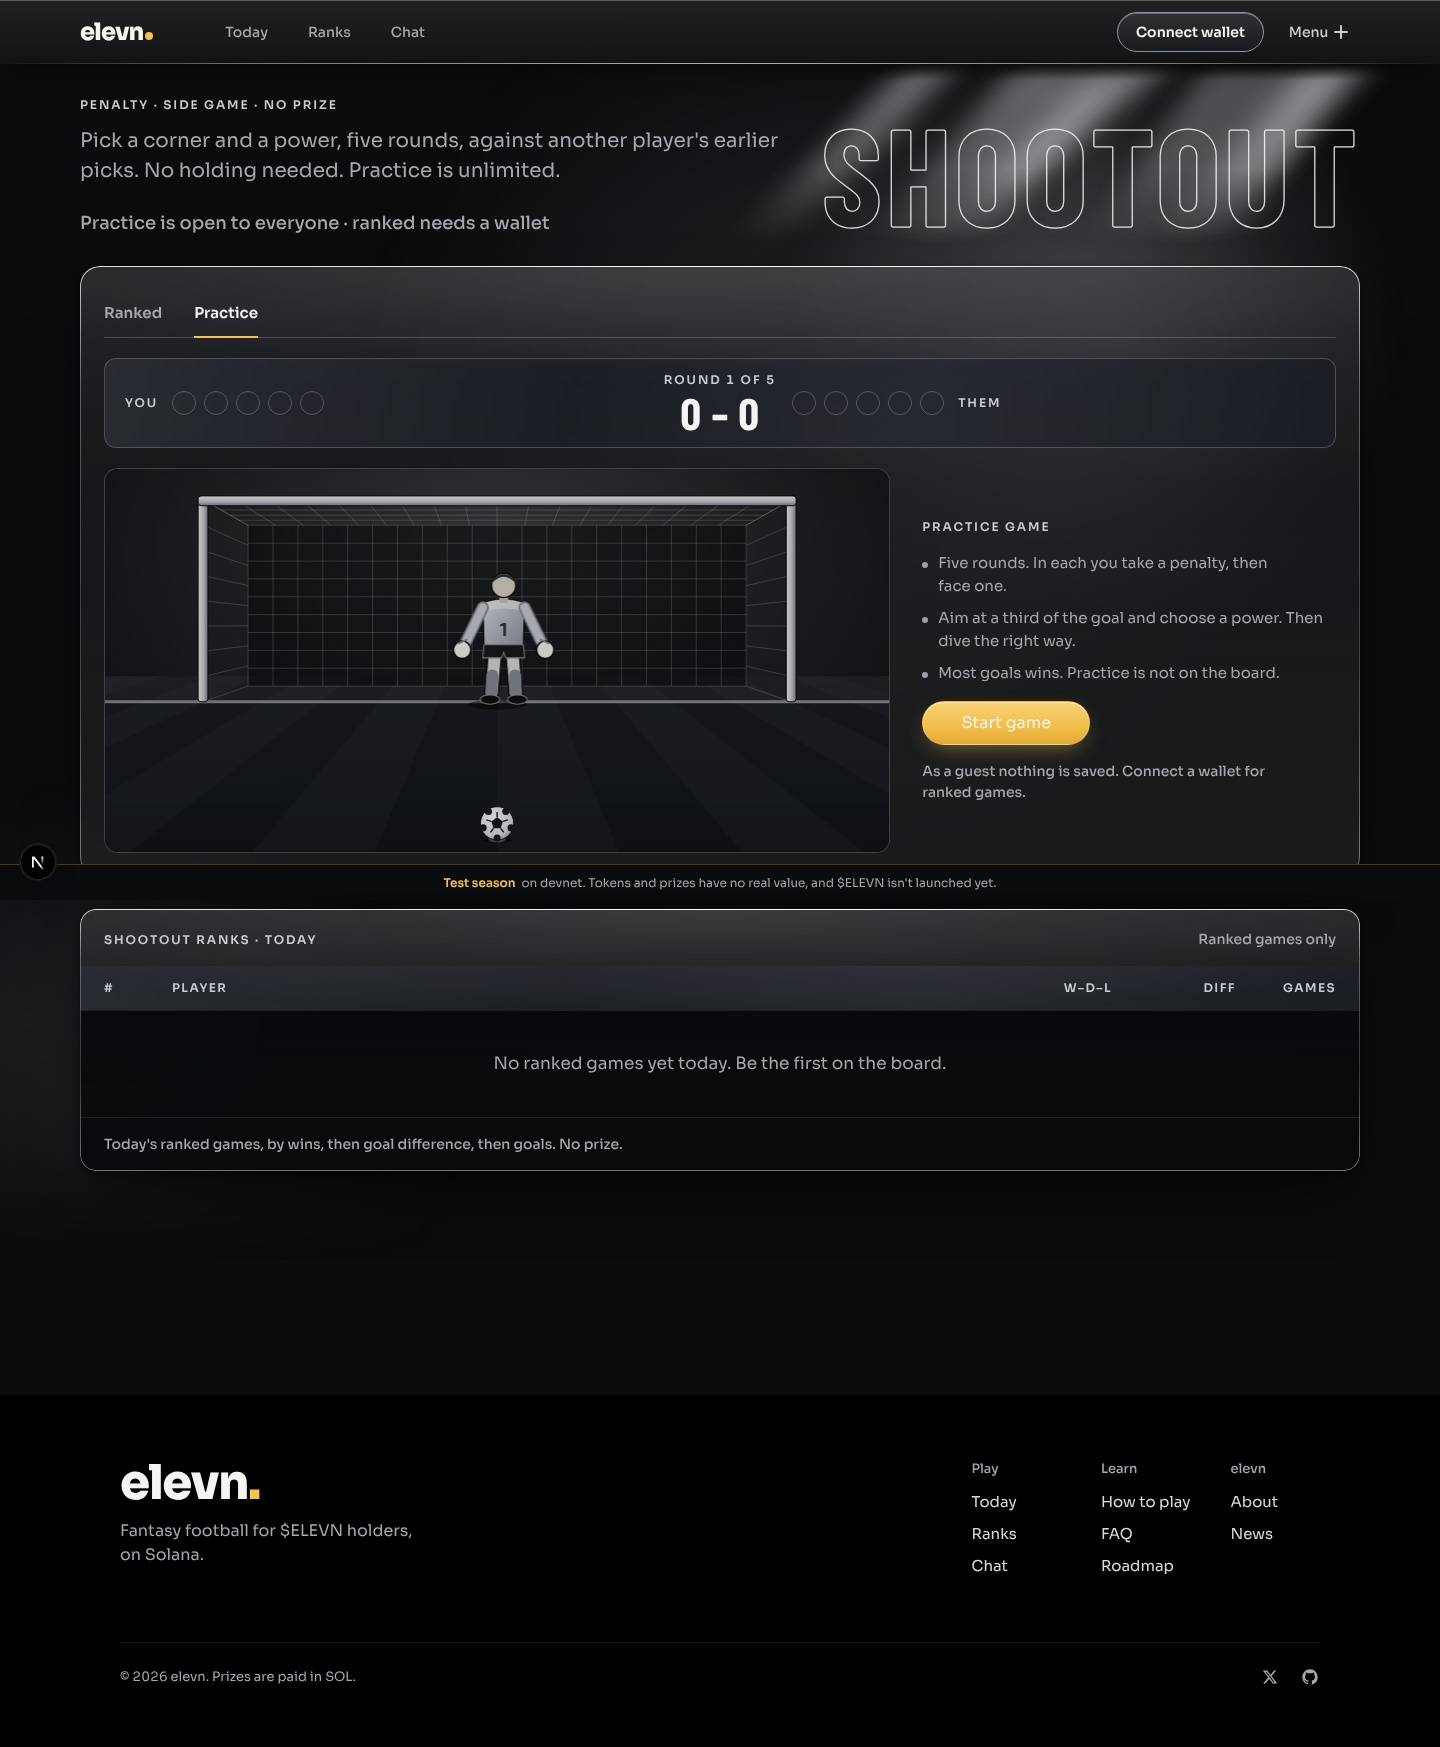 elevn.
Today
Ranks
Chat
Connect wallet
Menu
PENALTY · SIDE GAME · NO PRIZE
Pick a corner and a power, five rounds, against another player's earlier
picks. No holding needed. Practice is unlimited.
Practice is open to everyone · ranked needs a wallet
SHOOTOUT
Ranked
Practice
YOU
ROUND 1 OF 5
0 - 0
THEM
1
PRACTICE GAME
Five rounds. In each you take a penalty, then
face one.
Aim at a third of the goal and choose a power. Then
dive the right way.
Most goals wins. Practice is not on the board.
Start game
As a guest nothing is saved. Connect a wallet for
ranked games.
N
Test season on devnet. Tokens and prizes have no real value, and $ELEVN isn't launched yet.
SHOOTOUT RANKS · TODAY
Ranked games only
# PLAYER W–D–L DIFF GAMES
No ranked games yet today. Be the first on the board.
Today's ranked games, by wins, then goal difference, then goals. No prize.
elevn.
Fantasy football for $ELEVN holders,
on Solana.
Play
Today
Ranks
Chat
Learn
How to play
FAQ
Roadmap
elevn
About
News
© 2026 elevn. Prizes are paid in SOL.